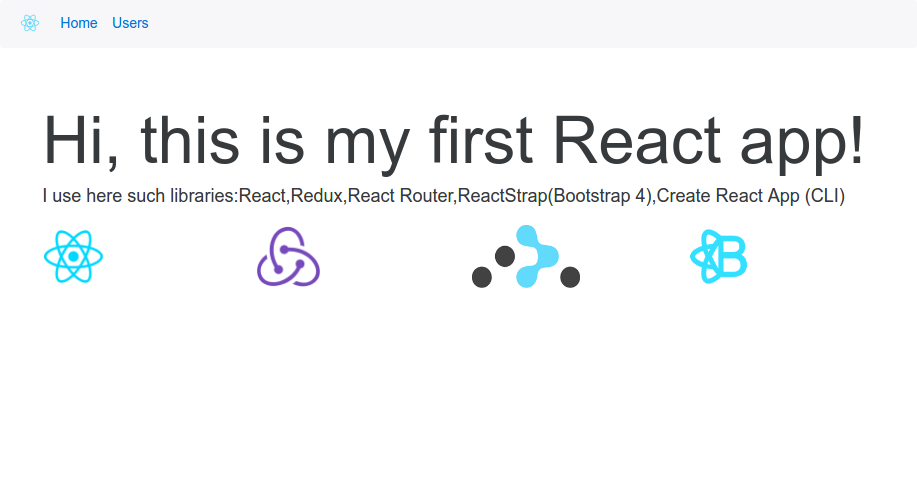 Home Users
Hi, this is my first React app!
I use here such libraries:React,Redux,React Router,ReactStrap(Bootstrap 4),Create React App (CLI)
B